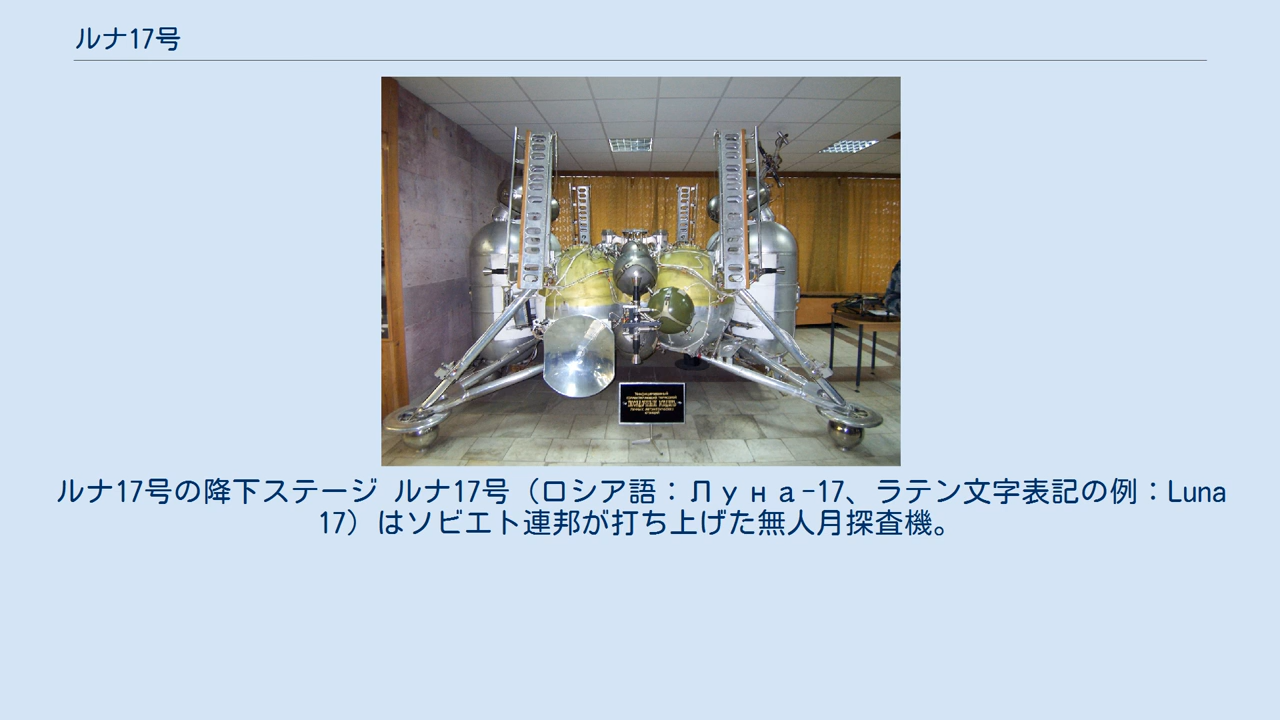 ルナ17号
ルナ17号の降下ステージ ルナ17号（ロシア語：Луна-17、ラテン文字表記の例：Luna
17）はソビエト連邦が打ち上げた無人月探査機。